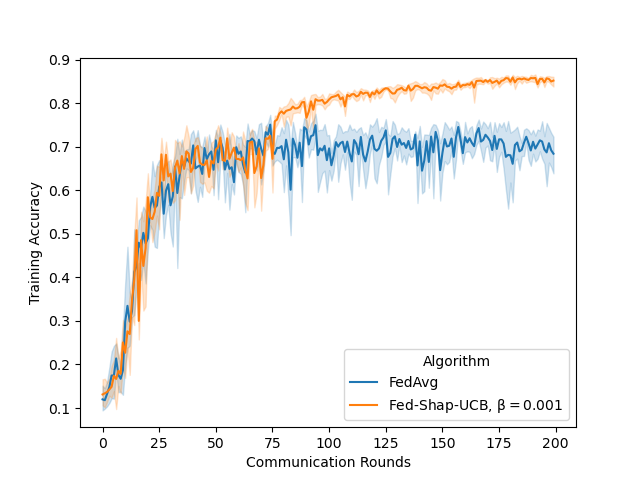 0.9
0.8
0.7
0.6
0.5
0.4
0.3
0.2
0.1
Training Accuracy
Algorithm
FedAvg
Fed-Shap-UCB, β = 0.001
0 25 50 75 100 125 150 175 200
Communication Rounds